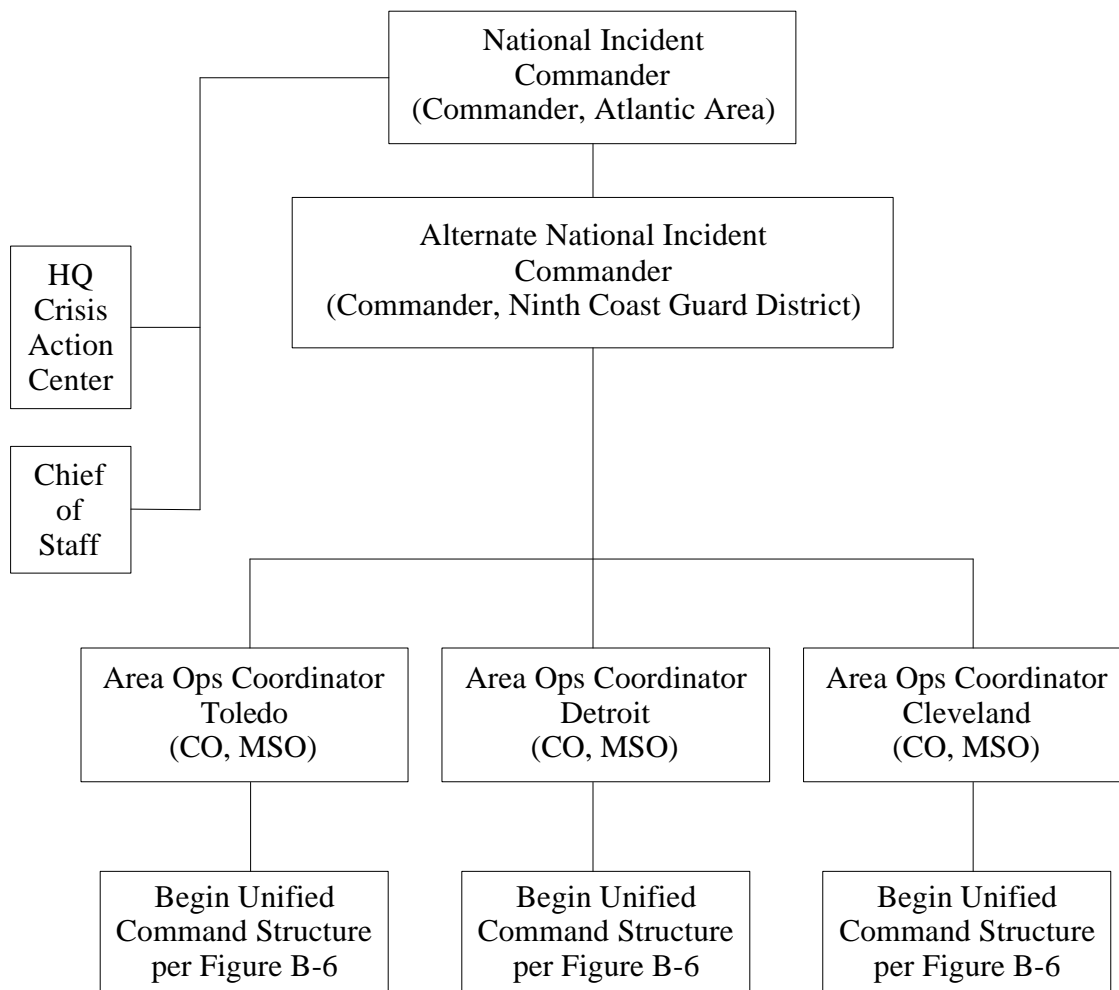 National Incident
Commander
(Commander, Atlantic Area)
Alternate National Incident
Commander
(Commander, Ninth Coast Guard District)
HQ
Crisis
Action
Center
Chief
of
Staff
Area Ops Coordinator
Toledo
(CO, MSO)
Area Ops Coordinator
Detroit
(CO, MSO)
Area Ops Coordinator
Cleveland
(CO, MSO)
Begin Unified
Command Structure
per Figure B-6
Begin Unified
Command Structure
per Figure B-6
Begin Unified
Command Structure
per Figure B-6